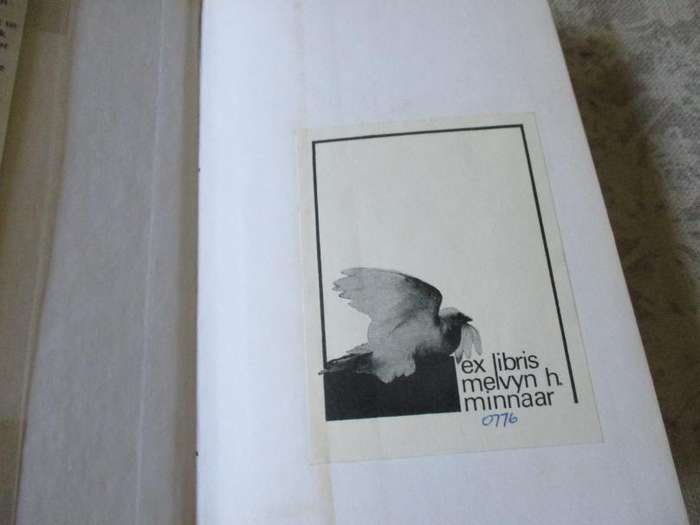 ex libris
melvyn h.
minnaar
0776